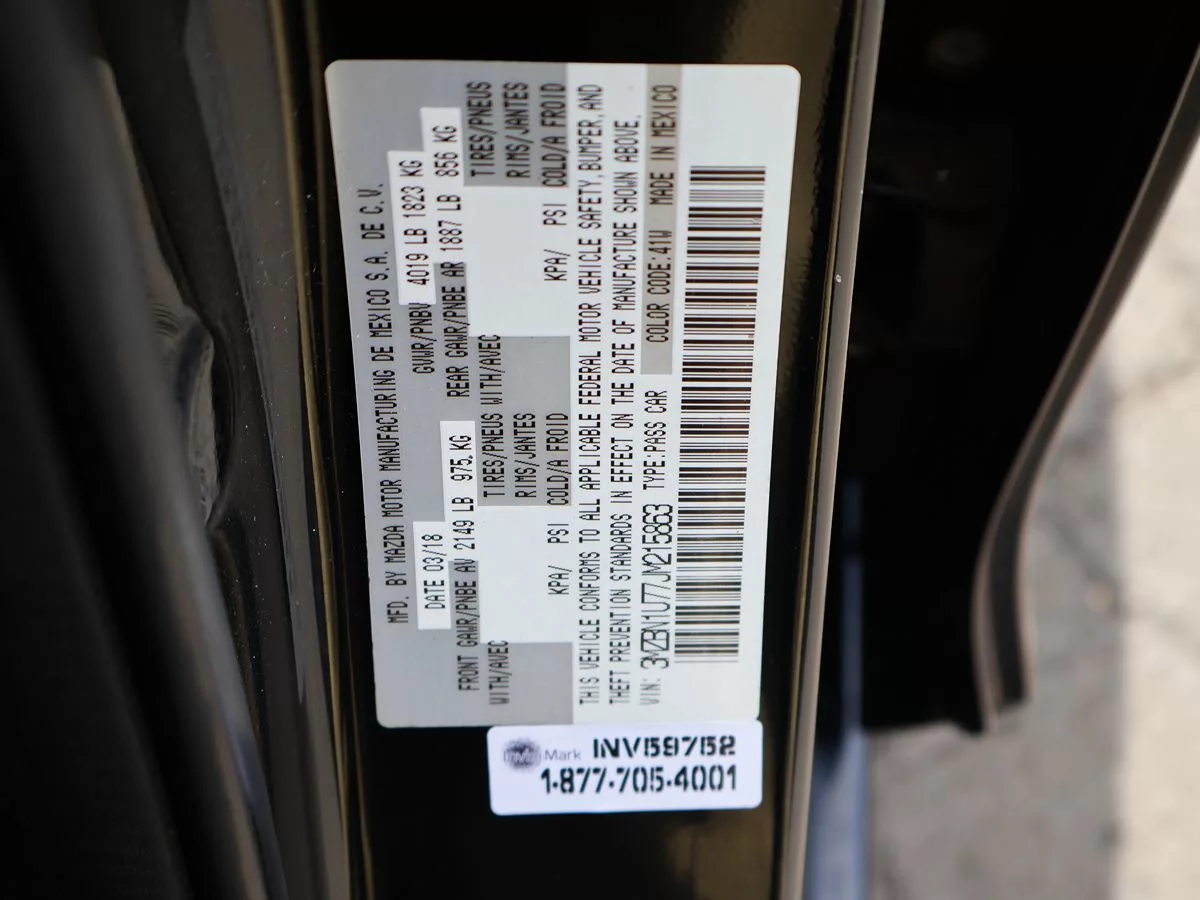 MFD. BY MAZDA MOTOR MANUFACTURING DE MEXICO S.A. DE C.V.
DATE 03/18 GVWR/PNBV 4019 LB 1823 KG
FRONT GAWR/PNBE AV 2149 LB 975.KG REAR GAWR/PNBE AR 1887 LB 856 KG
WITH/AVEC TIRES/PNEUS WITH/AVEC TIRES/PNEUS
RIMS/JANTES RIMS/JANTES
KPA/ PSI COLD/A FROID KPA/ PSI COLD/A FROID
THIS VEHICLE CONFORMS TO ALL APPLICABLE FEDERAL MOTOR VEHICLE SAFETY, BUMPER, AND
THEFT PREVENTION STANDARDS IN EFFECT ON THE DATE OF MANUFACTURE SHOWN ABOVE.
VIN: 3MZBN1U77JM215863 TYPE:PASS CAR COLOR CODE:41W MADE IN MEXICO
Mark INV59752
1-877-705-4001